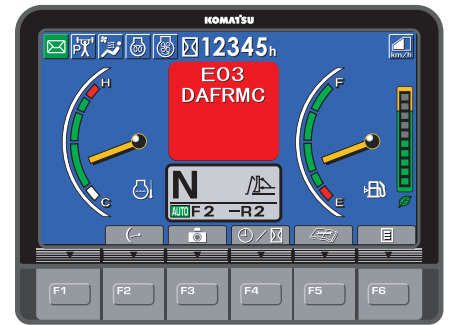 KOMATSU
P 12345h km/h
E03
DAFRMC
H F
N
AUTO F2 -R2
C E
F1 F2 F3 F4 F5 F6